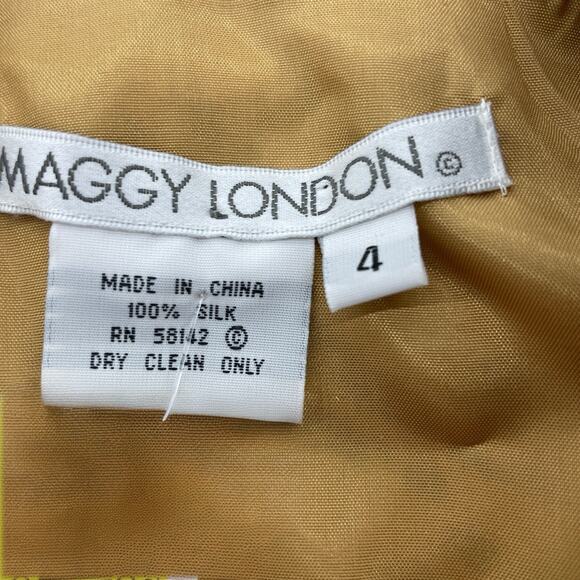 MAGGY LONDON ©
4
MADE IN CHINA
100% SILK
RN 58142 ©
DRY CLEAN ONLY